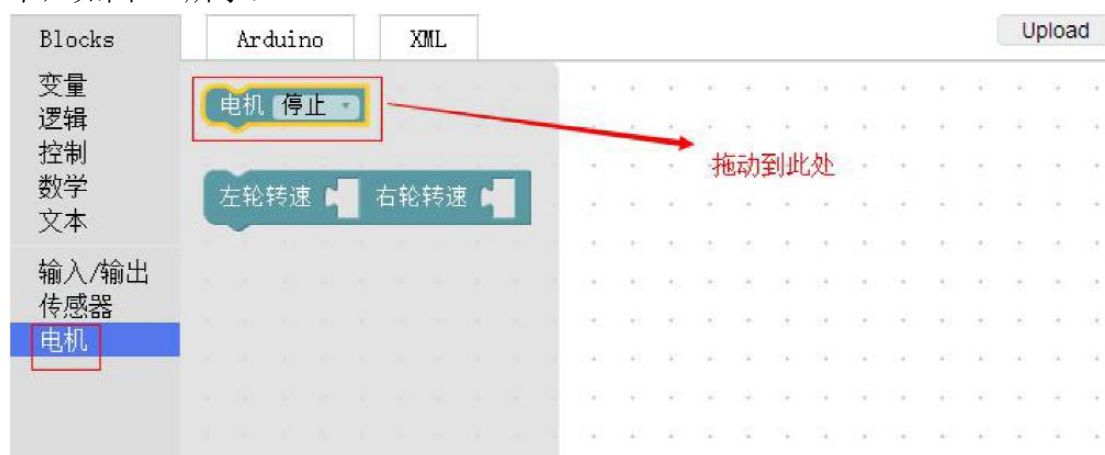 Blocks
Arduino
XML
Upload
变量
逻辑
控制
数学
文本
输入/输出
传感器
电机
电机 停止
左轮转速 右轮转速
拖动到此处